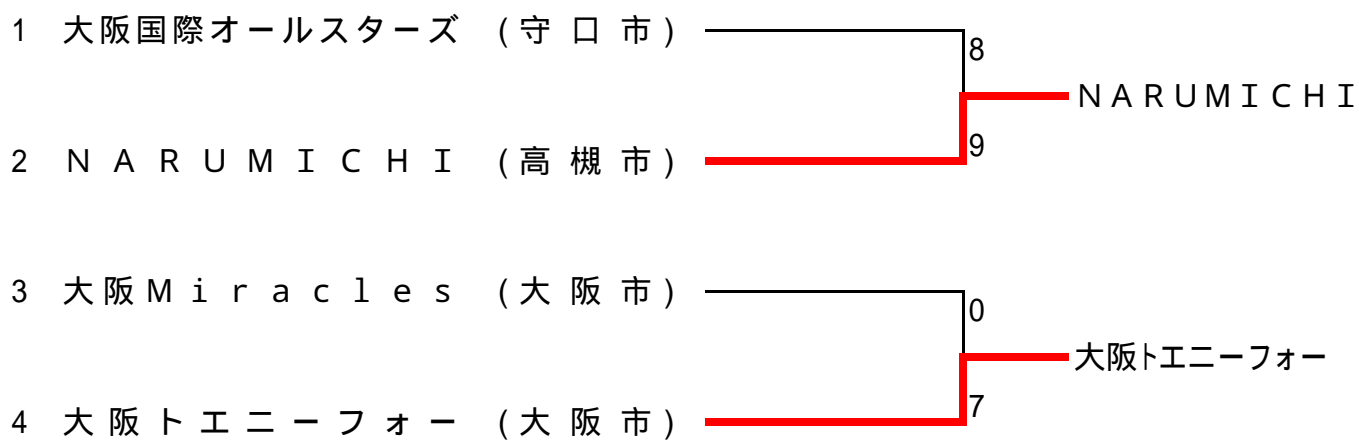 1 大阪国際オールスターズ (守口市)
8
NARUMICHI
2 NARUMICHI (高槻市)
9
3 大阪Miracles (大阪市)
0
大阪トエニーフォー
4 大阪トエニーフォー (大阪市)
7